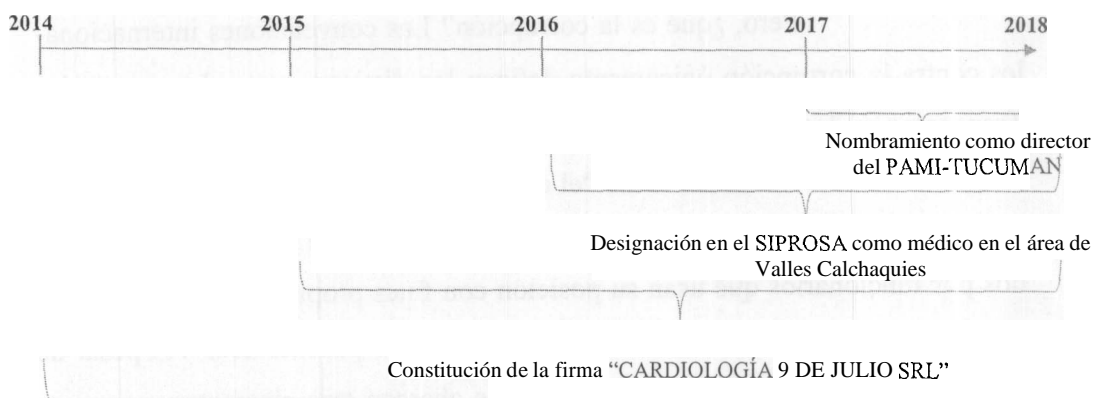 2014 2015 2016 2017 2018
Nombramiento como director
del PAMI-TUCUMAN
Designación en el SIPROSA como médico en el área de
Valles Calchaquies
Constitución de la firma “CARDIOLOGÍA 9 DE JULIO SRL”